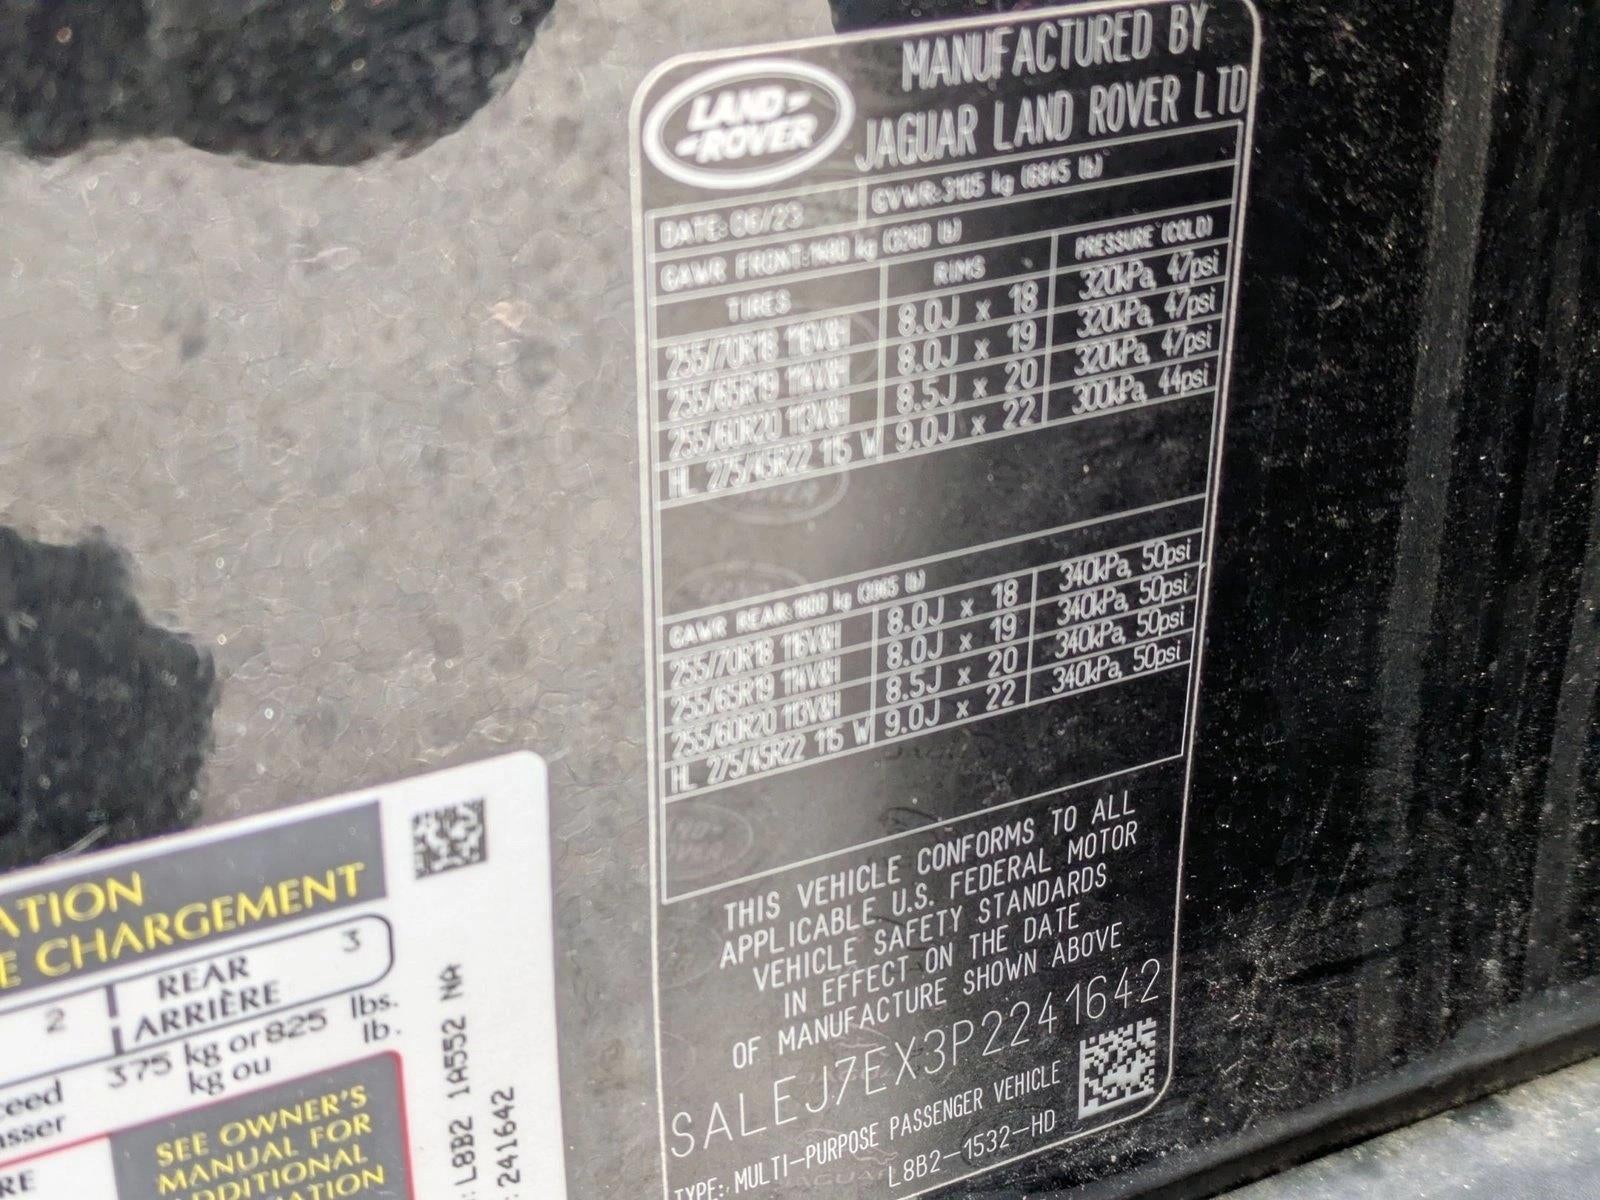 LAND-
-ROVER
MANUFACTURED BY
JAGUAR LAND ROVER LTD
DATE: 06/23
GVWR:3105 kg (6845 lb)
GAWR FRONT:1480 kg (3260 lb)
TIRES RIMS PRESSURE (COLD)
255/70R18 116V&H 8.0J x 18 320kPa, 47psi
255/65R19 114V&H 8.0J x 19 320kPa, 47psi
255/60R20 113V&H 8.5J x 20 320kPa, 47psi
HL 275/45R22 115 W 9.0J x 22 300kPa, 44psi
GAWR REAR:1800 kg (3965 lb)
255/70R18 116V&H 8.0J x 18 340kPa, 50psi
255/65R19 114V&H 8.0J x 19 340kPa, 50psi
255/60R20 113V&H 8.5J x 20 340kPa, 50psi
HL 275/45R22 115 W 9.0J x 22 340kPa, 50psi
THIS VEHICLE CONFORMS TO ALL
APPLICABLE U.S. FEDERAL MOTOR
VEHICLE SAFETY STANDARDS
IN EFFECT ON THE DATE
OF MANUFACTURE SHOWN ABOVE
SALEJ7EX3P2241642
TYPE: MULTI-PURPOSE PASSENGER VEHICLE
L8B2-1532-HD
ATION
E CHARGEMENT
2 REAR 3
ARRIÈRE
ceed 375 kg or 825 lbs.
asser kg ou lb.
RE
SEE OWNER'S
MANUAL FOR
ADDITIONAL
ATION
: L8B2 1A552 NA
: 241642